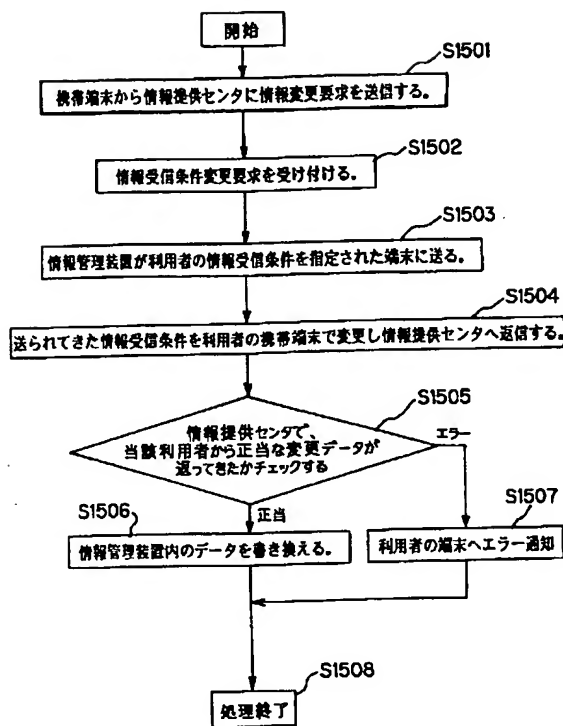 開始
S1501
携帯端末から情報提供センタに情報変更要求を送信する。
S1502
情報受信条件変更要求を受け付ける。
S1503
情報管理装置が利用者の情報受信条件を指定された端末に送る。
S1504
送られてきた情報受信条件を利用者の携帯端末で変更し情報提供センタへ返信する。
S1505
情報提供センタで、
当該利用者から正当な変更データが
返ってきたかチェックする
エラー
正当
S1506
情報管理装置内のデータを書き換える。
S1507
利用者の端末へエラー通知
S1508
処理終了